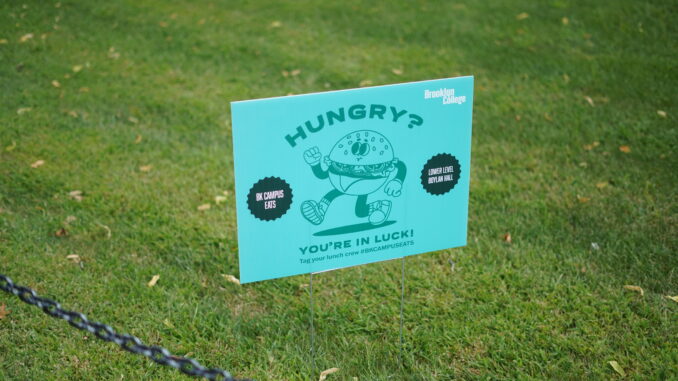 Brooklyn
College
HUNGRY?
BK CAMPUS
EATS
LOWER LEVEL
BOYLAN HALL
YOU'RE IN LUCK!
Tag your lunch crew #BKCAMPUSEATS